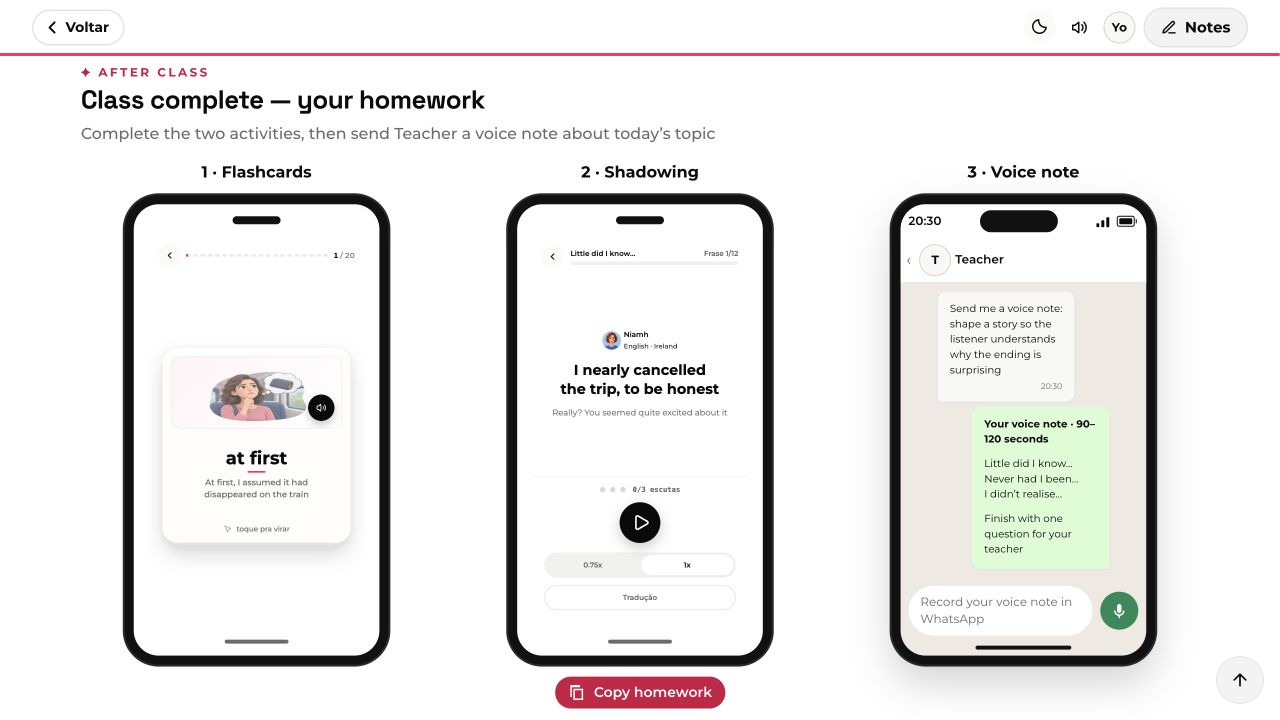 Voltar
Yo
Notes
AFTER CLASS
Class complete — your homework
Complete the two activities, then send Teacher a voice note about today's topic
1 · Flashcards
1 / 20
at first
At first, I assumed it had
disappeared on the train
toque pra virar
2 · Shadowing
Little did I know...
Frase 1/12
Niamh
English · Ireland
I nearly cancelled
the trip, to be honest
Really? You seemed quite excited about it
0/3 escutas
0.75x
1x
Tradução
3 · Voice note
20:30
T
Teacher
Send me a voice note:
shape a story so the
listener understands
why the ending is
surprising
20:30
Your voice note · 90–
120 seconds
Little did I know...
Never had I been...
I didn't realise...
Finish with one
question for your
teacher
Record your voice note in
WhatsApp
Copy homework